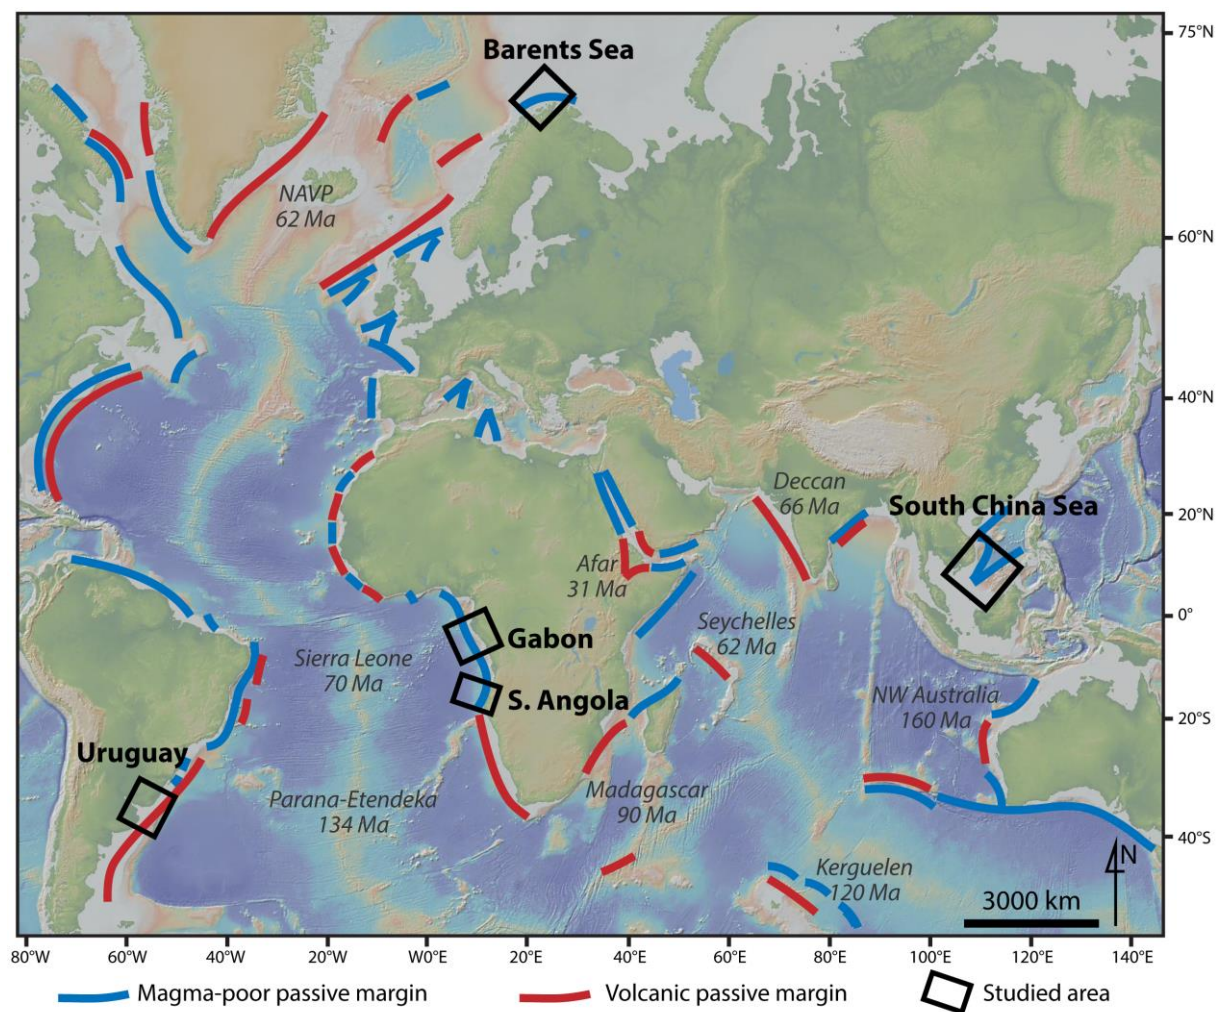 Barents Sea
75°N
NAVP
62 Ma
60°N
40°N
Deccan
66 Ma
South China Sea
20°N
Afar
31 Ma
Seychelles
62 Ma
0°
Gabon
Sierra Leone
70 Ma
S. Angola
NW Australia
160 Ma
20°S
Uruguay
Parana-Etendeka
134 Ma
Madagascar
90 Ma
40°S
Kerguelen
120 Ma
N
3000 km
80°W 60°W 40°W 20°W W0°E 20°E 40°E 60°E 80°E 100°E 120°E 140°E
Magma-poor passive margin Volcanic passive margin Studied area